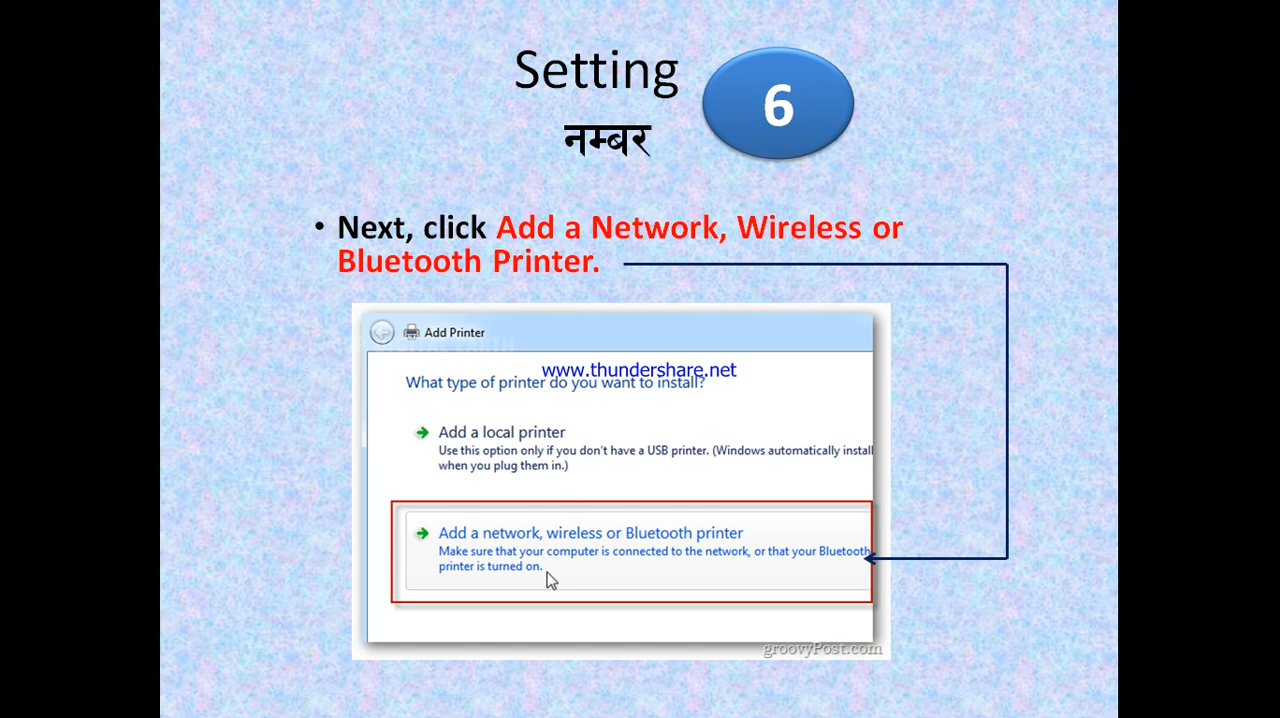 Setting
नम्बर
6
• Next, click Add a Network, Wireless or
Bluetooth Printer.
Add Printer
www.thundershare.net
What type of printer do you want to install?
Add a local printer
Use this option only if you don't have a USB printer. (Windows automatically install
when you plug them in.)
Add a network, wireless or Bluetooth printer
Make sure that your computer is connected to the network, or that your Bluetooth
printer is turned on.
groovyPost.com